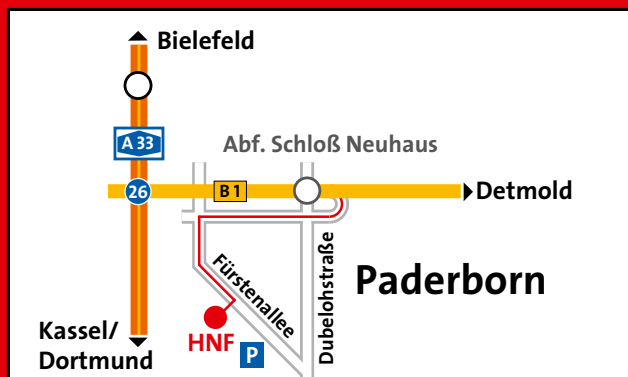 Bielefeld
A 33
Abf. Schloß Neuhaus
26
B 1
Detmold
Fürstenallee
Dubelohstraße
Paderborn
Kassel/
Dortmund
HNF
P